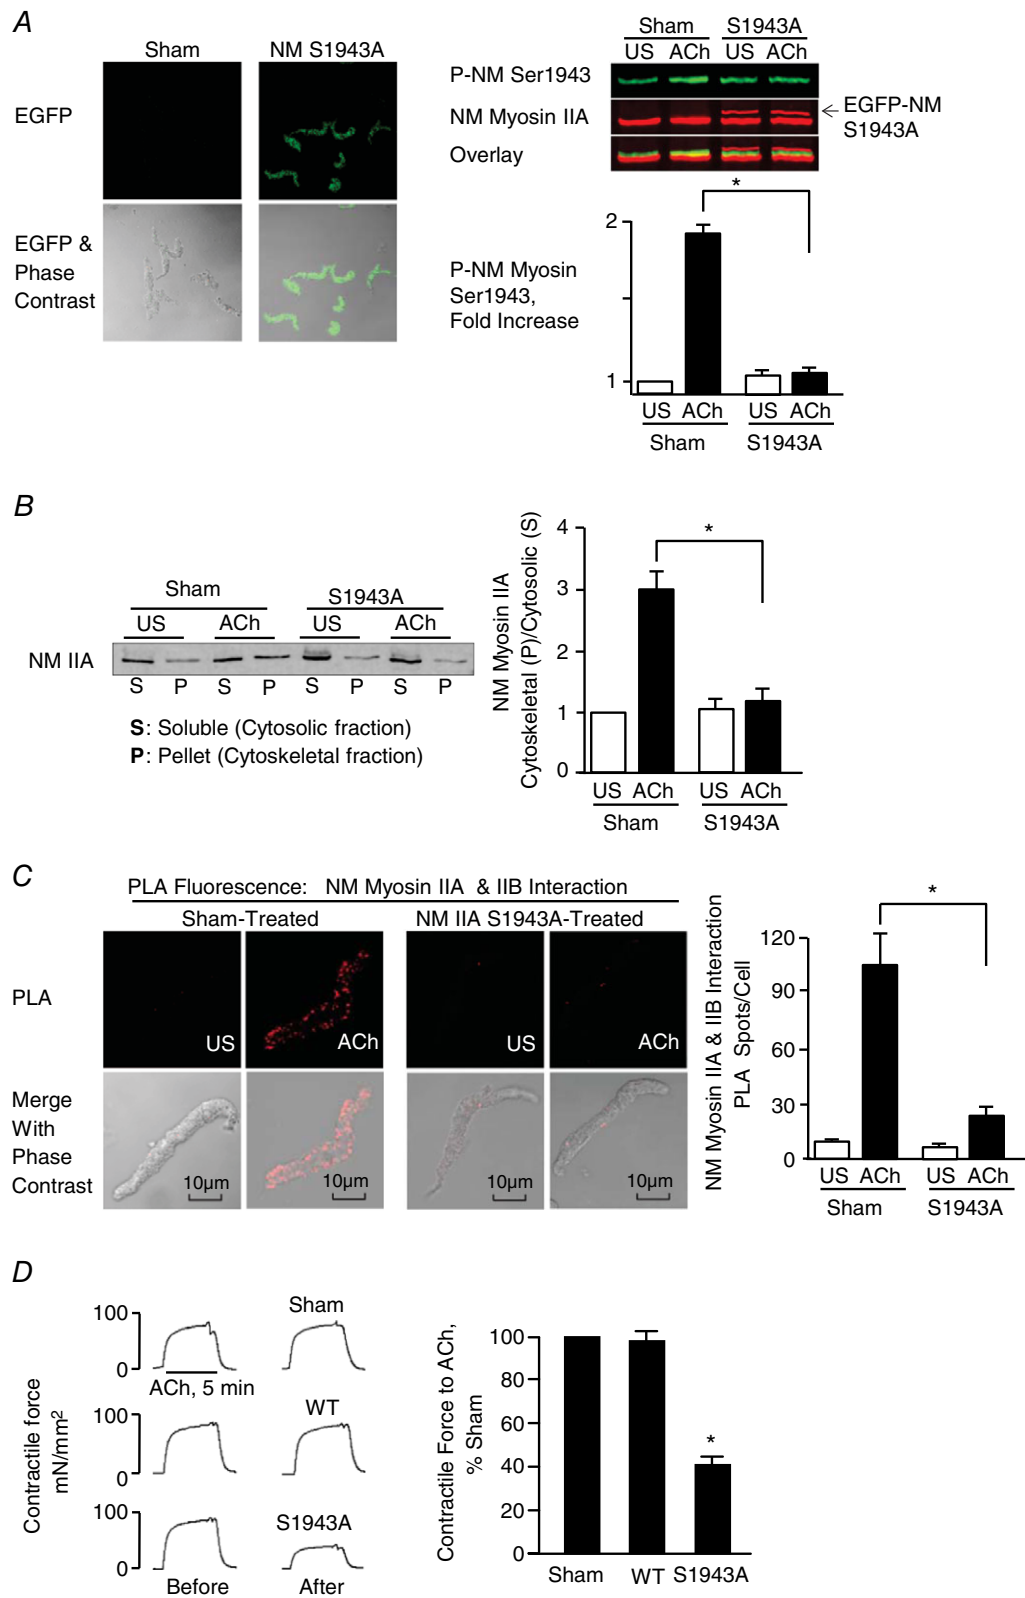 A
Sham
NM S1943A
EGFP
EGFP &
Phase
Contrast
Sham
S1943A
US ACh US ACh
P-NM Ser1943
NM Myosin IIA
Overlay
EGFP-NM
S1943A
*
2
1
P-NM Myosin
Ser1943,
Fold Increase
US ACh US ACh
Sham S1943A
B
Sham
S1943A
US ACh US ACh
NM IIA
S P S P S P S P
S: Soluble (Cytosolic fraction)
P: Pellet (Cytoskeletal fraction)
NM Myosin IIA
Cytoskeletal (P)/Cytosolic (S)
4
3
2
1
0
*
US ACh US ACh
Sham S1943A
C
PLA Fluorescence: NM Myosin IIA & IIB Interaction
Sham-Treated
NM IIA S1943A-Treated
PLA
US
ACh
US
ACh
Merge
With
Phase
Contrast
10µm
10µm
10µm
10µm
NM Myosin IIA & IIB Interaction
PLA Spots/Cell
120
90
60
30
0
*
US ACh US ACh
Sham S1943A
D
Contractile force
mN/mm²
100
0
ACh, 5 min
Sham
100
0
WT
100
0
S1943A
Before
After
Contractile Force to ACh,
% Sham
100
80
60
40
20
0
*
Sham WT S1943A